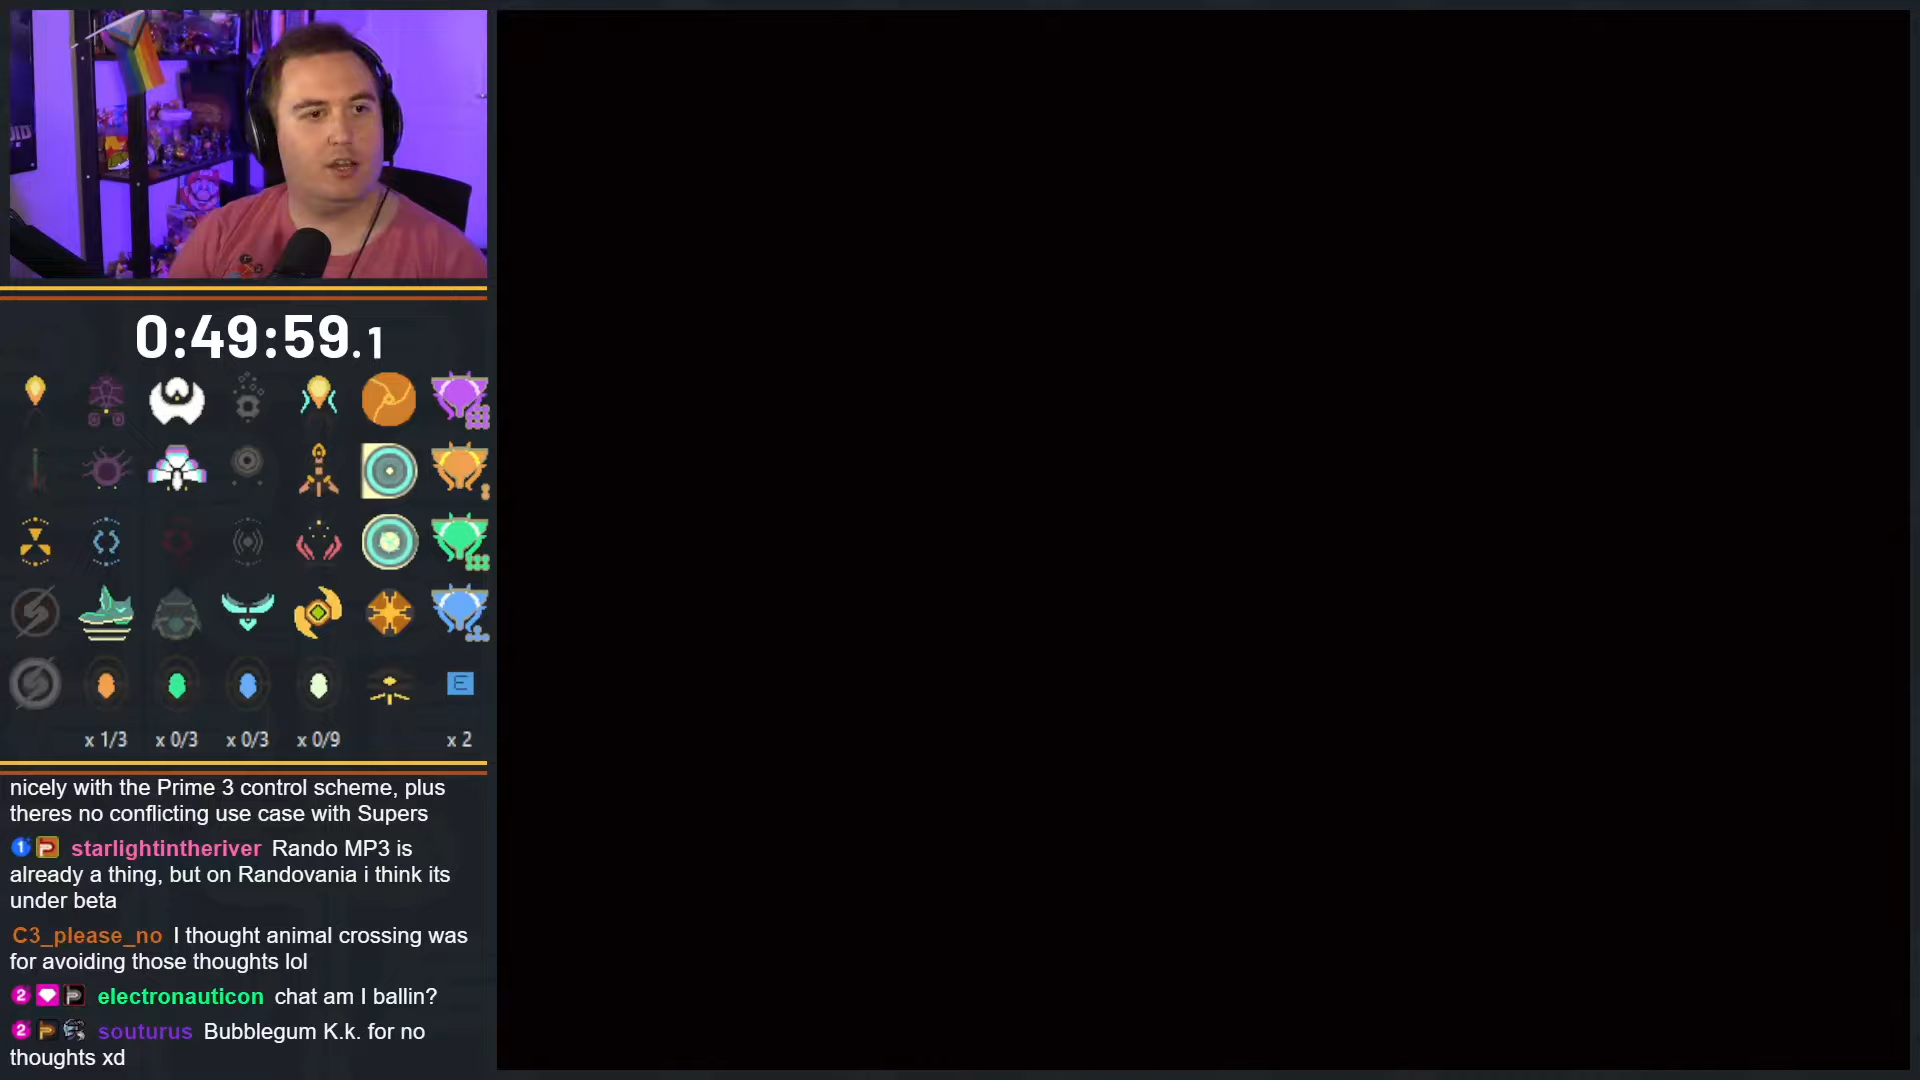 0:49:59.1
E
x 1/3 x 0/3 x 0/3 x 0/9 x 2
nicely with the Prime 3 control scheme, plus
theres no conflicting use case with Supers
1 starlightintheriver Rando MP3 is
already a thing, but on Randovania i think its
under beta
C3_please_no I thought animal crossing was
for avoiding those thoughts lol
2 electronauticon chat am I ballin?
2 souturus Bubblegum K.k. for no
thoughts xd